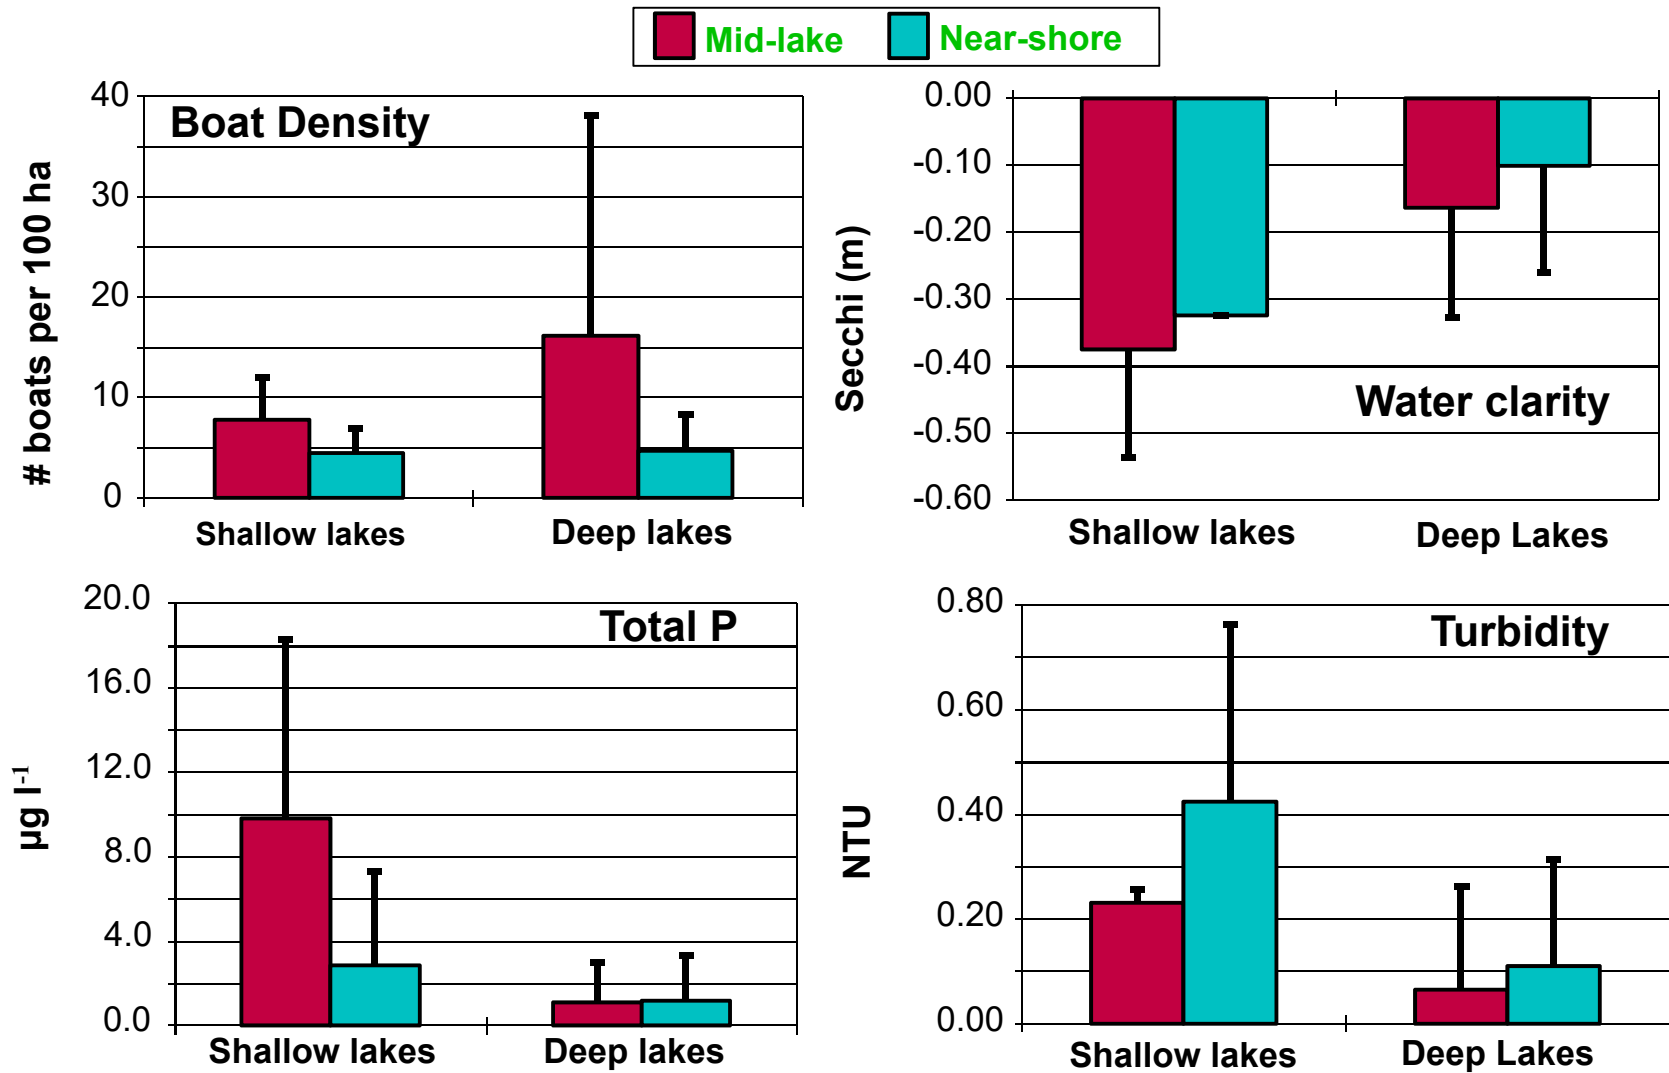 Mid-lake Near-shore
Boat Density
# boats per 100 ha
40
30
20
10
0
Shallow lakes Deep lakes
0.00
-0.10
-0.20
-0.30
-0.40
-0.50
-0.60
Secchi (m)
Water clarity
Shallow lakes Deep Lakes
Total P
µg l-1
20.0
16.0
12.0
8.0
4.0
0.0
Shallow lakes Deep lakes
Turbidity
NTU
0.80
0.60
0.40
0.20
0.00
Shallow lakes Deep Lakes